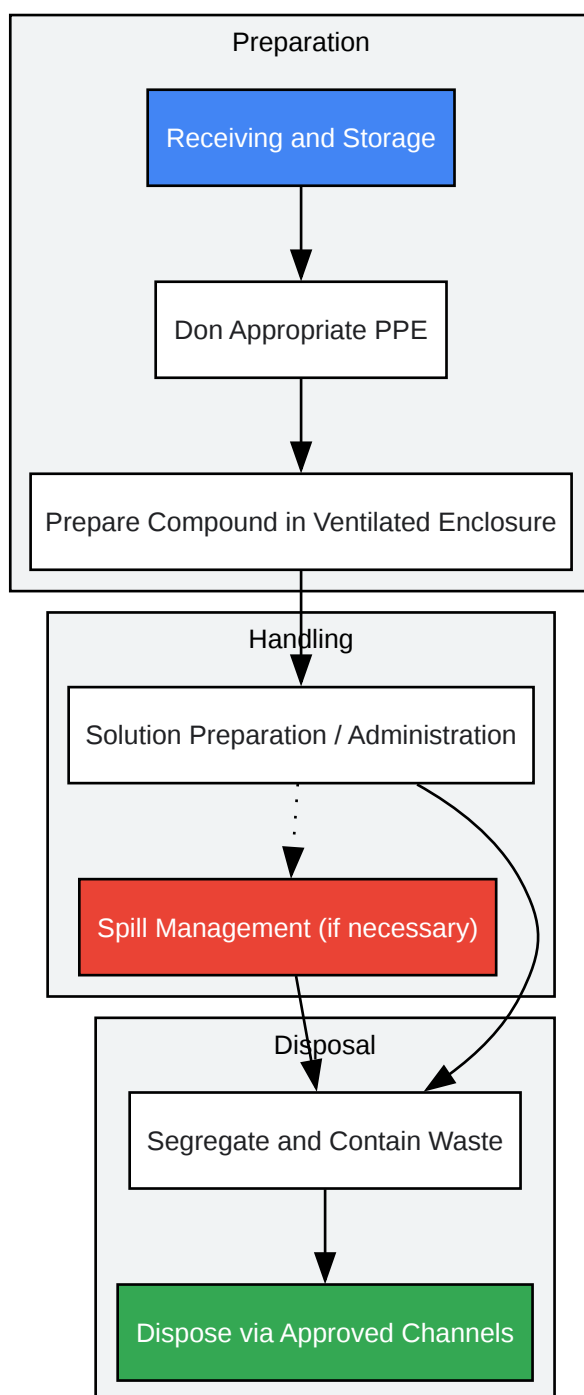 Preparation
Receiving and Storage
Don Appropriate PPE
Prepare Compound in Ventilated Enclosure
Handling
Solution Preparation / Administration
Spill Management (if necessary)
Disposal
Segregate and Contain Waste
Dispose via Approved Channels